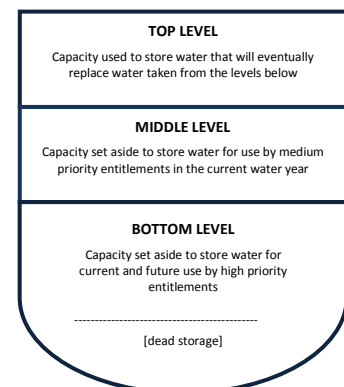 TOP LEVEL
Capacity used to store water that will eventually
replace water taken from the levels below
MIDDLE LEVEL
Capacity set aside to store water for use by medium
priority entitlements in the current water year
BOTTOM LEVEL
Capacity set aside to store water for
current and future use by high priority
entitlements
---------------------------------------------
[dead storage]